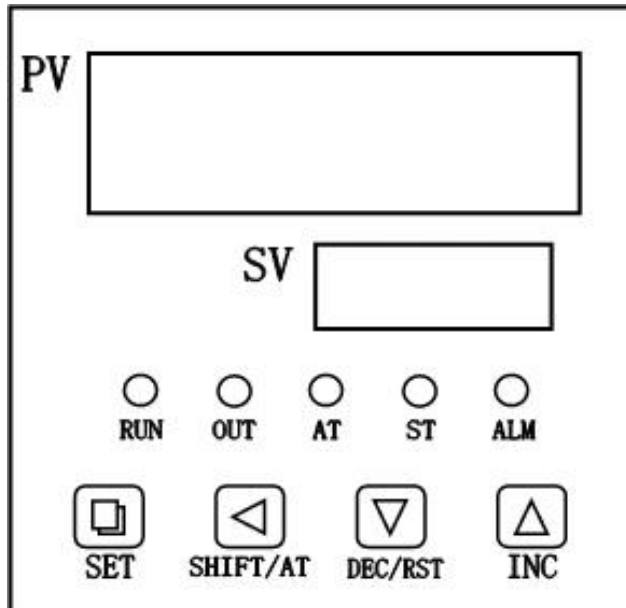 PV
SV
RUN OUT AT ST ALM
SET SHIFT/AT DEC/RST INC